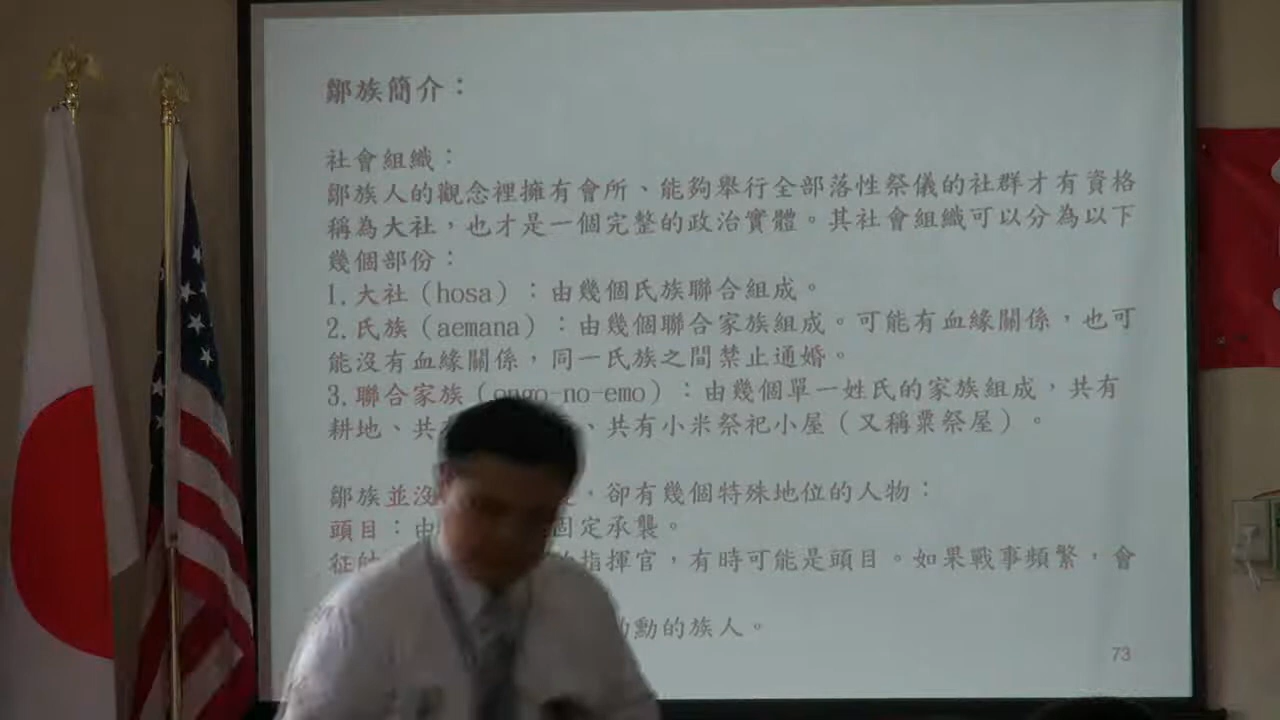 鄒族簡介：
社會組織：
鄒族人的觀念裡擁有會所、能夠舉行全部落性祭儀的社群才有資格
稱為大社，也才是一個完整的政治實體。其社會組織可以分為以下
幾個部份：
1.大社（hosa）：由幾個氏族聯合組成。
2.氏族（aemana）：由幾個聯合家族組成。可能有血緣關係，也可
能沒有血緣關係，同一氏族之間禁止通婚。
3.聯合家族（ongo-no-emo）：由幾個單一姓氏的家族組成，共有
耕地、共 、共有小米祭祀小屋（又稱粟祭屋）。
鄒族並沒 ，卻有幾個特殊地位的人物：
頭目：由 固定承襲。
征 指揮官，有時可能是頭目。如果戰事頻繁，會
勳的族人。
73